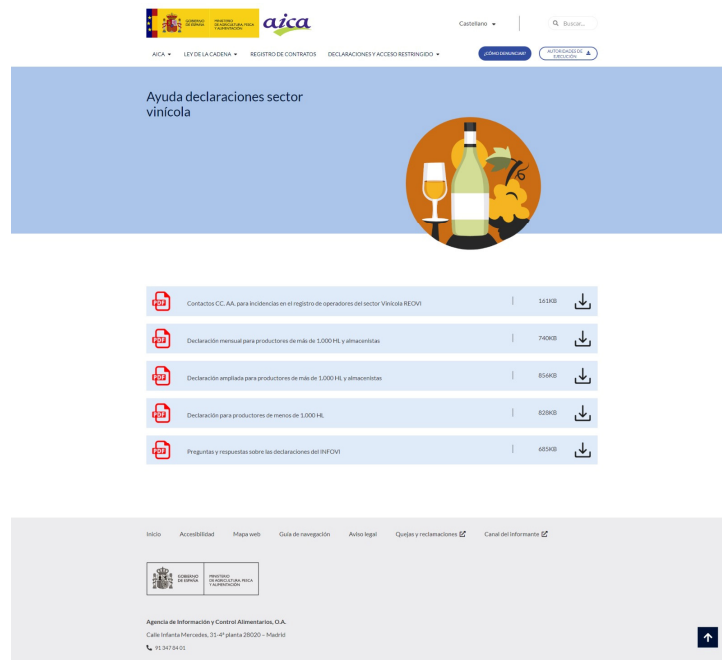 GOBIERNO
DE ESPAÑA
MINISTERIO
DE AGRICULTURA, PESCA
Y ALIMENTACIÓN
aica
Castellano
Buscar...
AICA
LEY DE LA CADENA
REGISTRO DE CONTRATOS
DECLARACIONES Y ACCESO RESTRINGIDO
¿CÓMO DENUNCIAR?
AUTORIDADES DE
EJECUCIÓN
Ayuda declaraciones sector
vinícola
PDF Contactos CC. AA. para incidencias en el registro de operadores del sector Vinícola REOVI 161KB
PDF Declaración mensual para productores de más de 1.000 HL y almacenistas 740KB
PDF Declaración ampliada para productores de más de 1.000 HL y almacenistas 856KB
PDF Declaración para productores de menos de 1.000 HL 828KB
PDF Preguntas y respuestas sobre las declaraciones del INFOVI 685KB
Inicio Accesibilidad Mapa web Guía de navegación Aviso legal Quejas y reclamaciones Canal del informante
GOBIERNO
DE ESPAÑA
MINISTERIO
DE AGRICULTURA, PESCA
Y ALIMENTACIÓN
Agencia de Información y Control Alimentarios, O.A.
Calle Infanta Mercedes, 31-4ª planta 28020 – Madrid
91 347 84 01